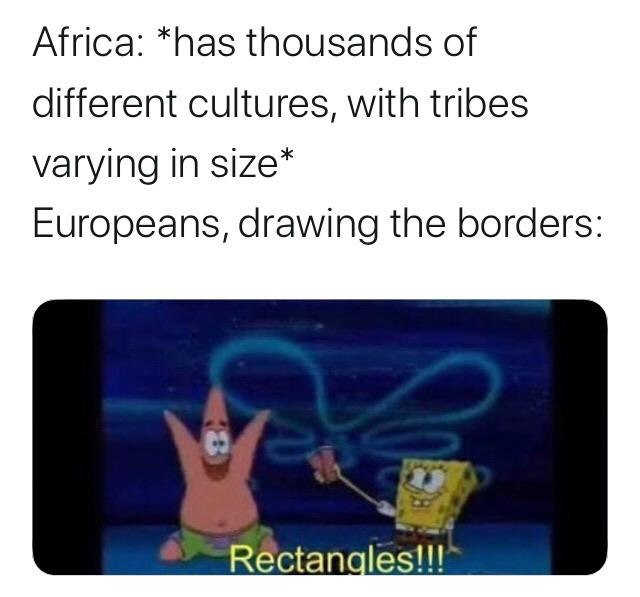 Africa: *has thousands of
different cultures, with tribes
varying in size*
Europeans, drawing the borders:
Rectangles!!!